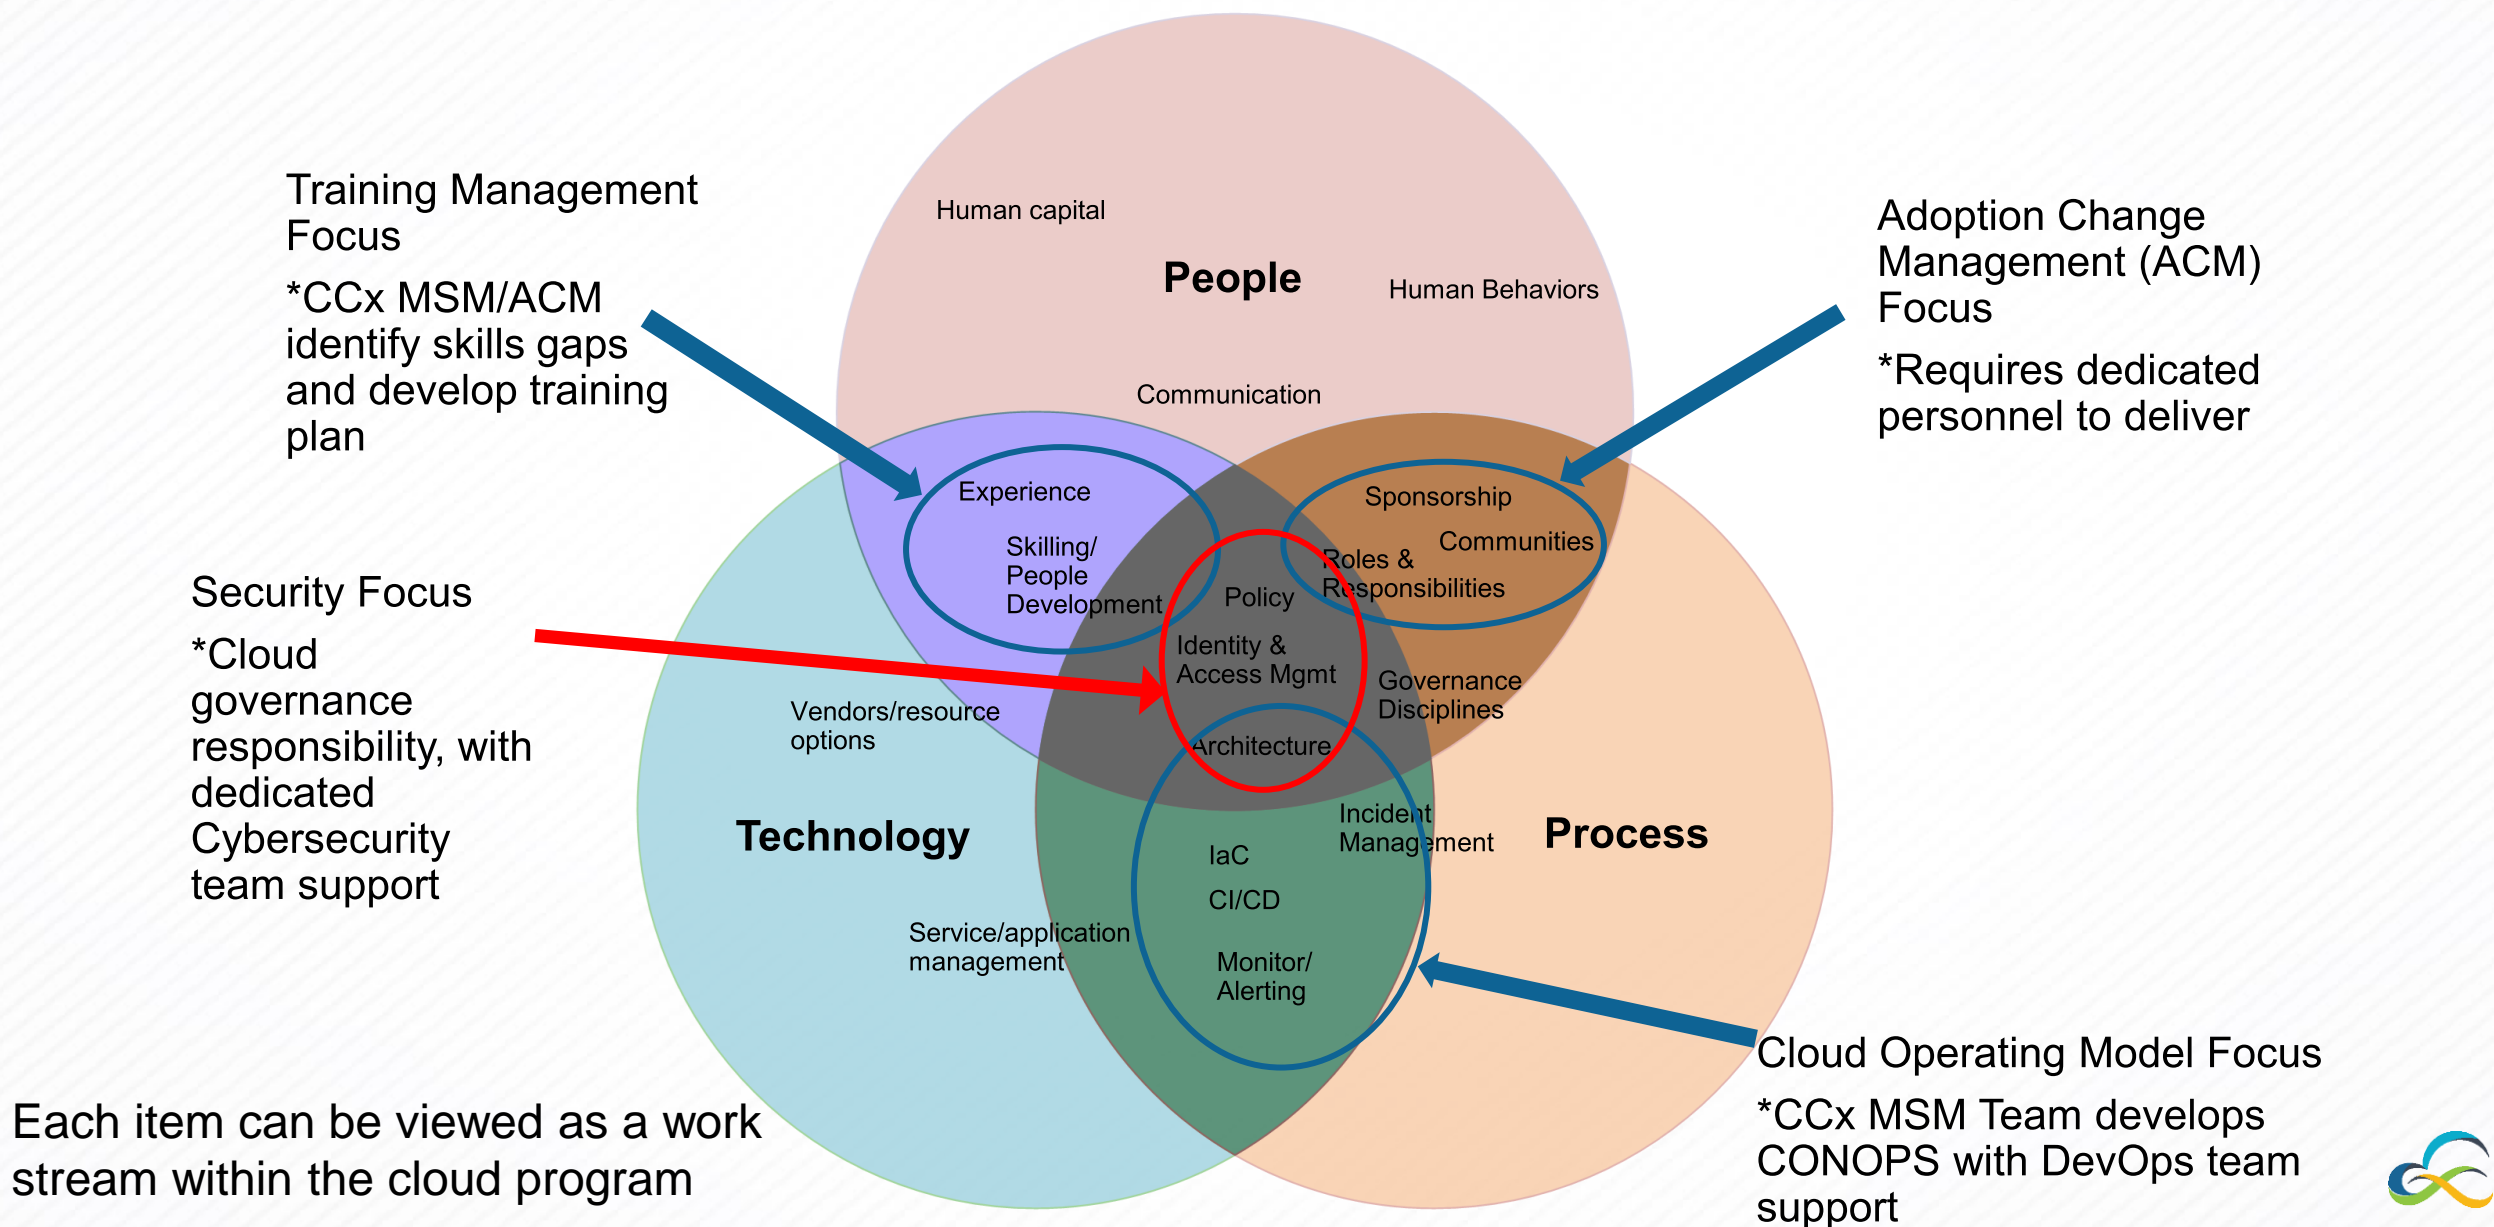 Training Management
Focus
*CCx MSM/ACM
identify skills gaps
and develop training
plan
Security Focus
*Cloud
governance
responsibility, with
dedicated
Cybersecurity
team support
Each item can be viewed as a work
stream within the cloud program
Human capital
People
Human Behaviors
Communication
Experience
Skilling/
People
Development
Sponsorship
Communities
Roles &
Responsibilities
Policy
Identity &
Access Mgmt
Governance
Disciplines
Architecture
Vendors/resource
options
Technology
Service/application
management
Incident
Management
IaC
CI/CD
Monitor/
Alerting
Process
Adoption Change
Management (ACM)
Focus
*Requires dedicated
personnel to deliver
Cloud Operating Model Focus
*CCx MSM Team develops
CONOPS with DevOps team
support